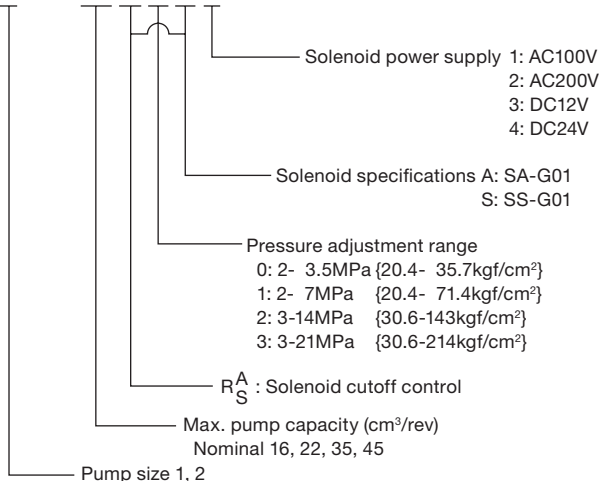 Solenoid power supply 1: AC100V
2: AC200V
3: DC12V
4: DC24V
Solenoid specifications A: SA-G01
S: SS-G01
Pressure adjustment range
0: 2- 3.5MPa {20.4- 35.7kgf/cm²}
1: 2- 7MPa {20.4- 71.4kgf/cm²}
2: 3-14MPa {30.6-143kgf/cm²}
3: 3-21MPa {30.6-214kgf/cm²}
R A/S : Solenoid cutoff control
Max. pump capacity (cm³/rev)
Nominal 16, 22, 35, 45
Pump size 1, 2